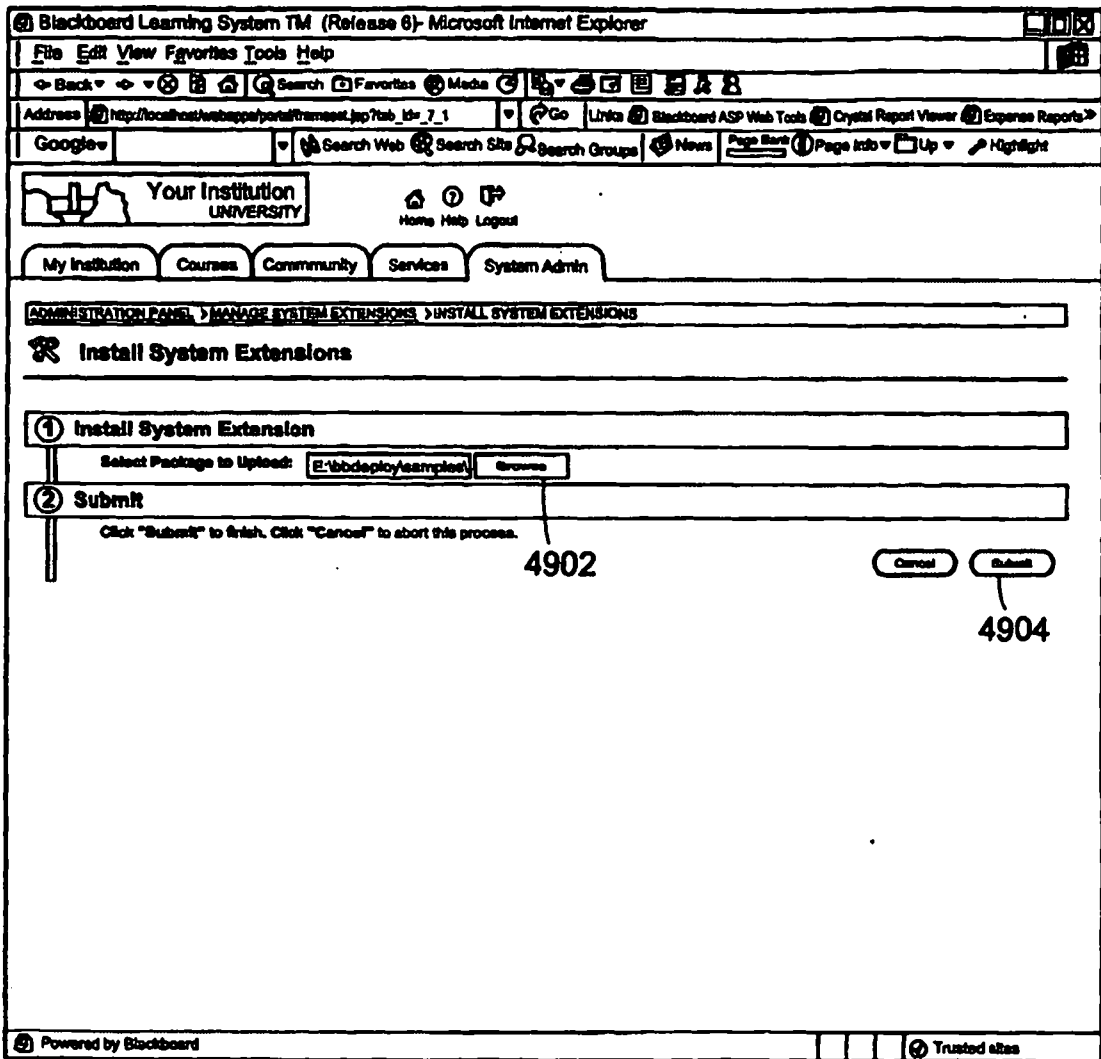 Blackboard Learning System TM (Release 6)- Microsoft Internet Explorer
File Edit View Favorites Tools Help
Back Search Favorites Media
Address http://localhost/webapps/portal/frameset.jsp?tab_id=_7_1 Go Links Blackboard ASP Web Tools Crystal Report Viewer Expense Reports »
Google Search Web Search Site Search Groups News Page Rank Page Info Up Highlight
Your Institution
UNIVERSITY
Home Help Logout
My Institution Courses Commmunity Services System Admin
ADMINISTRATION PANEL > MANAGE SYSTEM EXTENSIONS > INSTALL SYSTEM EXTENSIONS
Install System Extensions
1 Install System Extension
Select Package to Upload: E:\bbdeploy\samples\ Browse
2 Submit
Click "Submit" to finish. Click "Cancel" to abort this process.
4902
Cancel Submit
4904
Powered by Blackboard Trusted sites